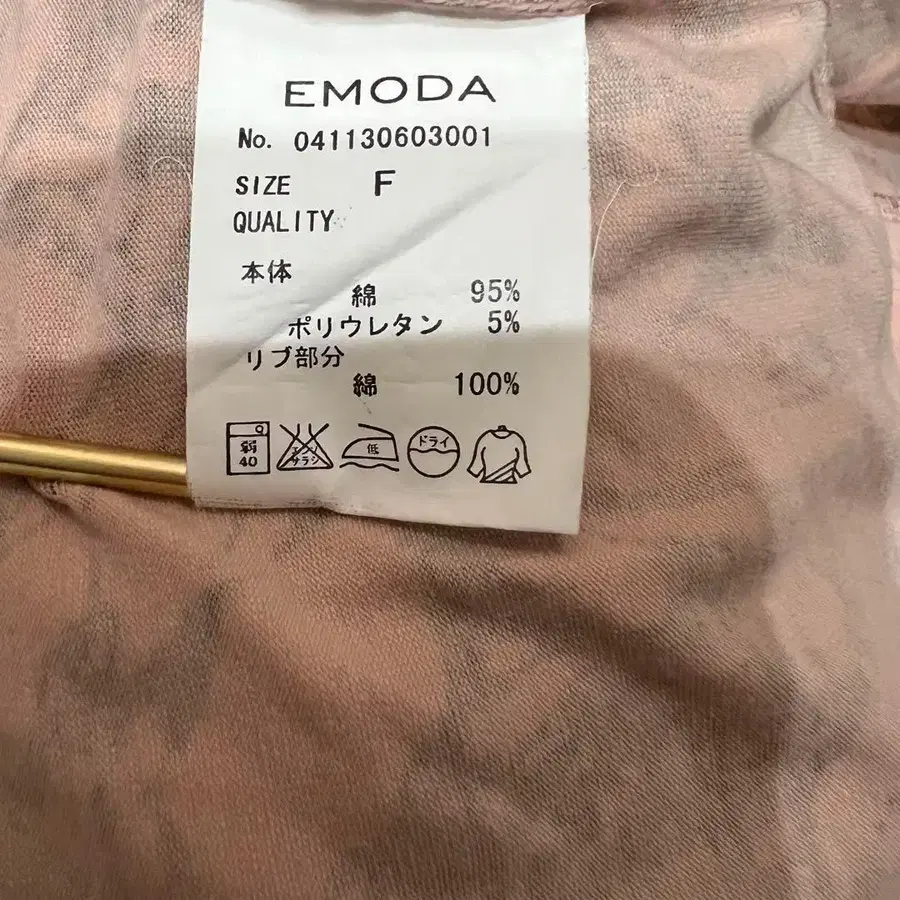 EMODA
No. 041130603001
SIZE F
QUALITY
本体
綿 95%
ポリウレタン 5%
リブ部分
綿 100%
弱 40 エンソ サラシ 低 ドライ